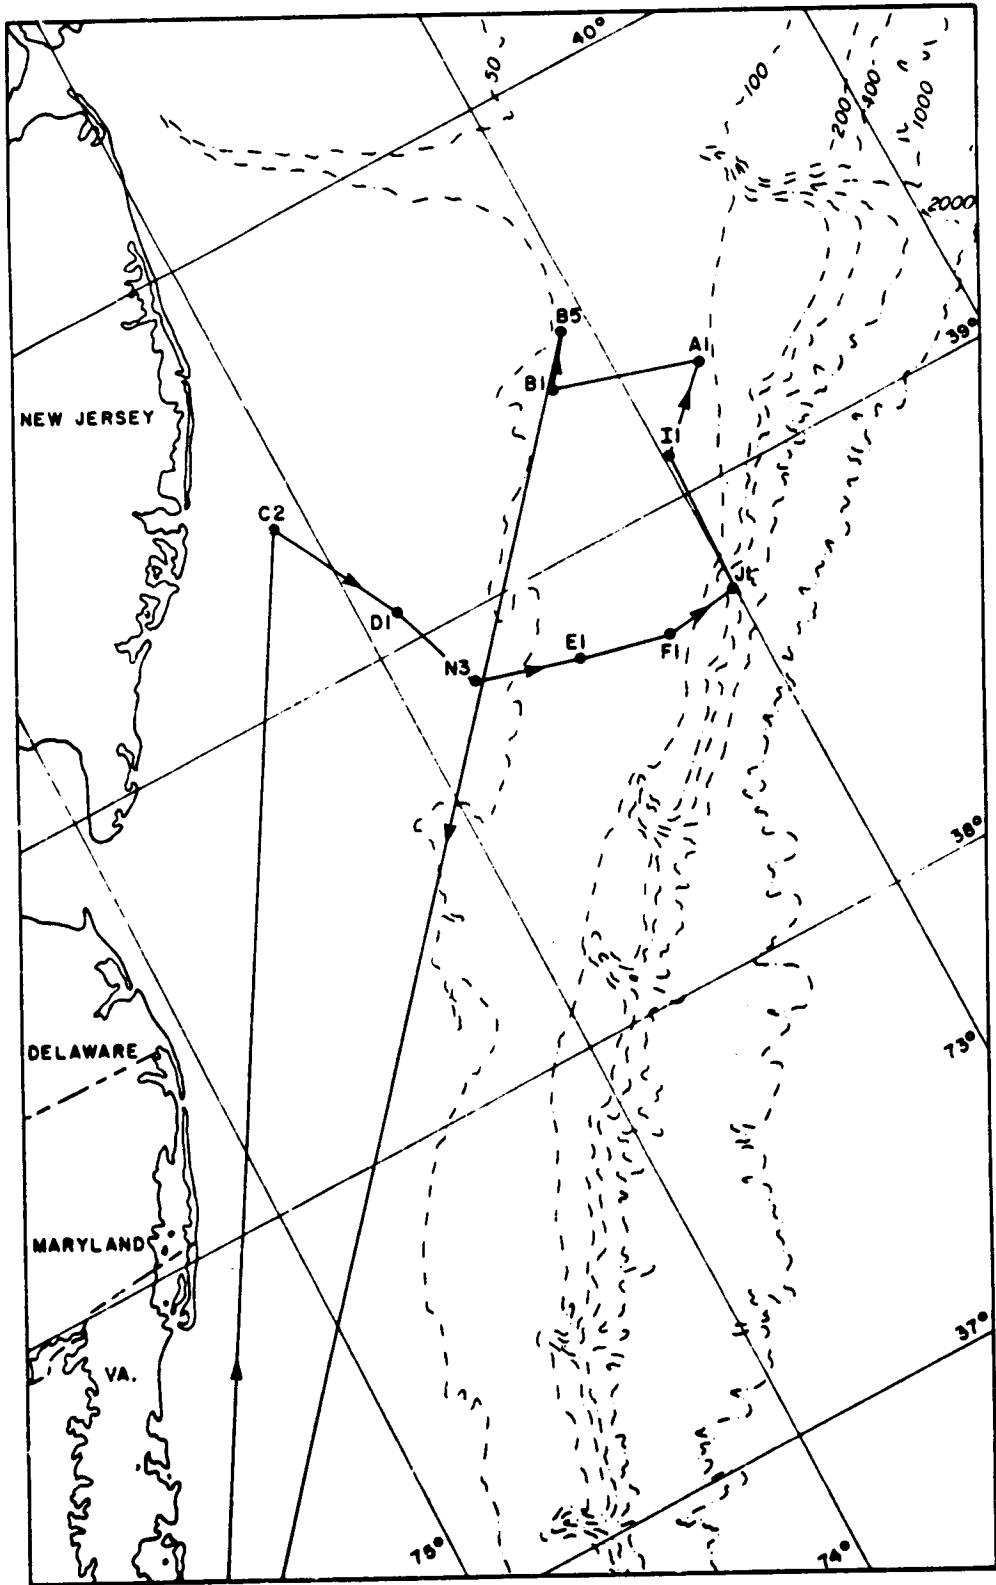 40°
50
100
200
400
1000
2000
39°
B5
A1
B1
NEW JERSEY
I1
C2
J1
D1
E1
F1
N3
38°
73°
DELAWARE
MARYLAND
37°
VA.
75°
74°